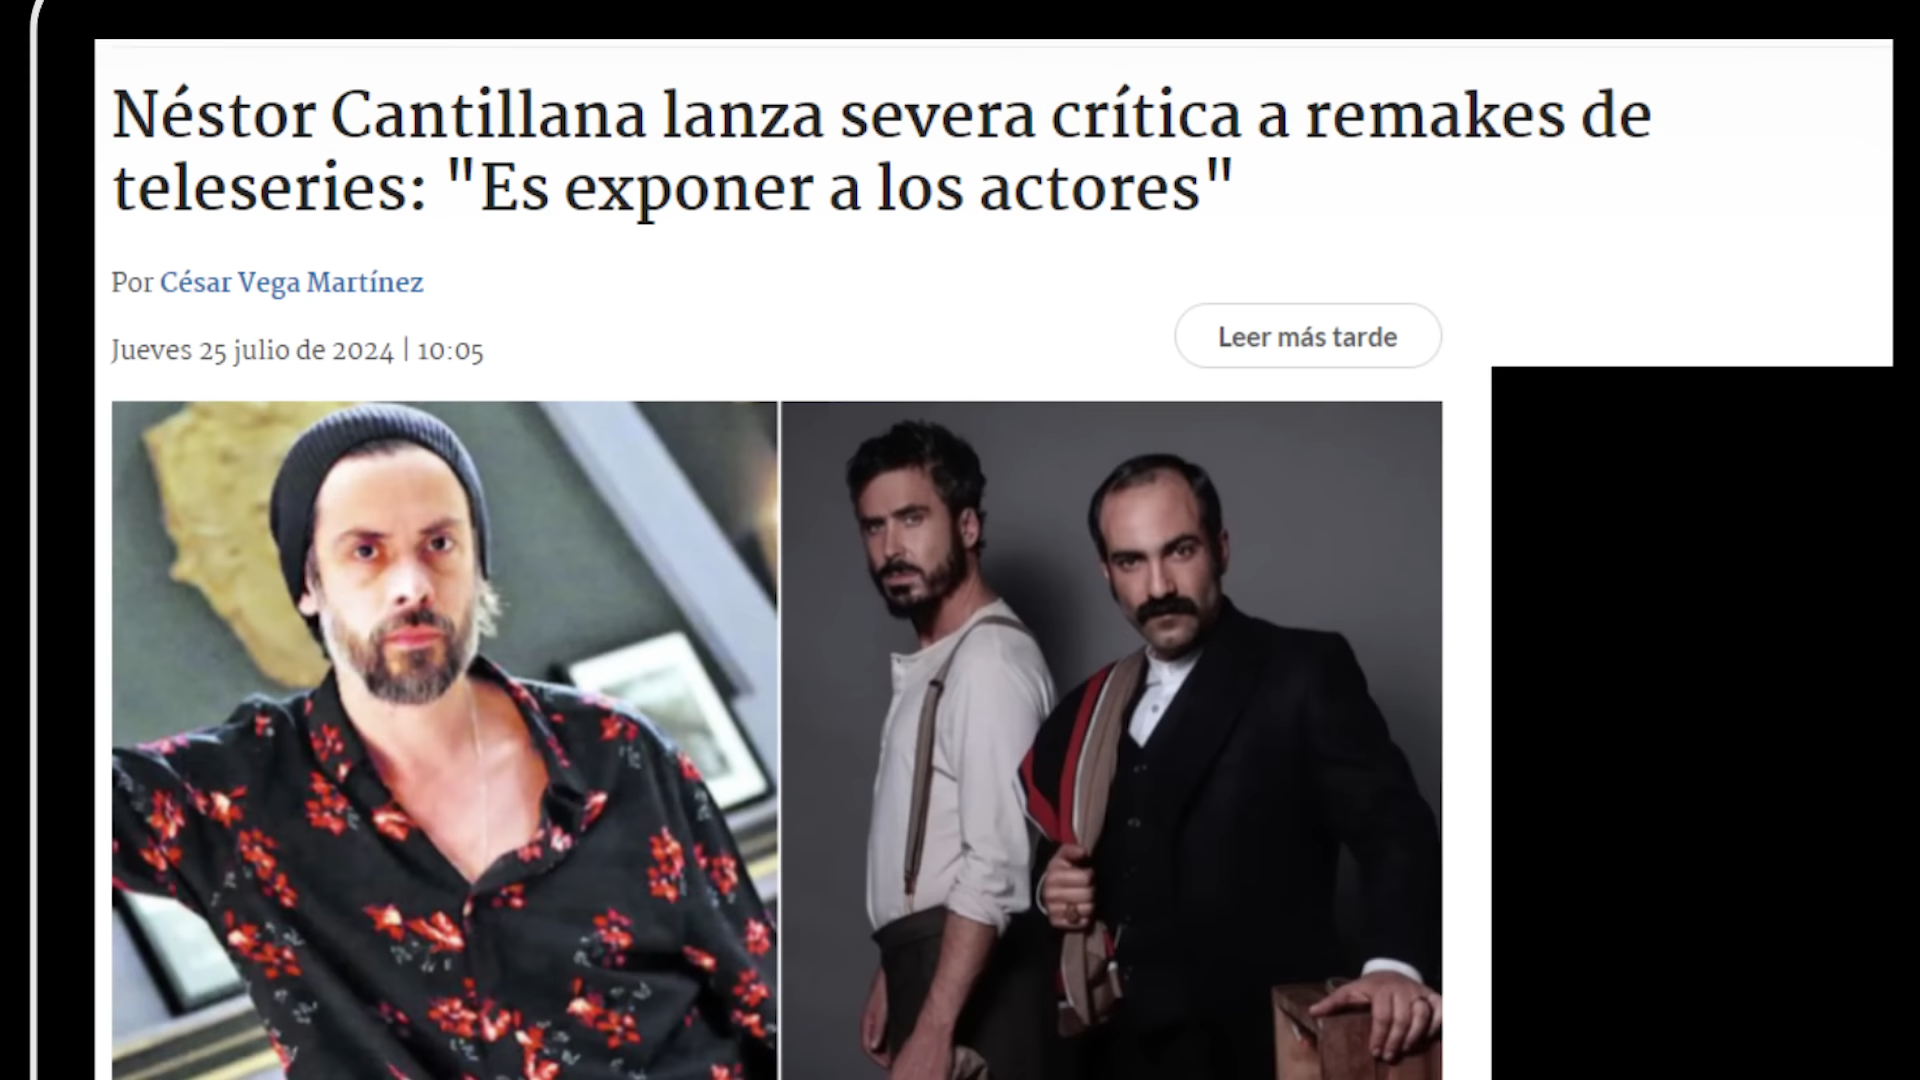 Néstor Cantillana lanza severa crítica a remakes de
teleseries: "Es exponer a los actores"
Por César Vega Martínez
Jueves 25 julio de 2024 | 10:05
Leer más tarde